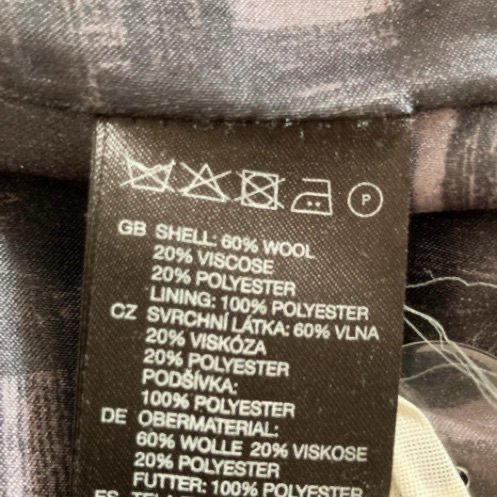 P
GB SHELL: 60% WOOL
20% VISCOSE
20% POLYESTER
LINING: 100% POLYESTER
CZ SVRCHNÍ LÁTKA: 60% VLNA
20% VISKÓZA
20% POLYESTER
PODŠÍVKA:
100% POLYESTER
DE OBERMATERIAL:
60% WOLLE 20% VISKOSE
20% POLYESTER
FUTTER: 100% POLYESTER
ES